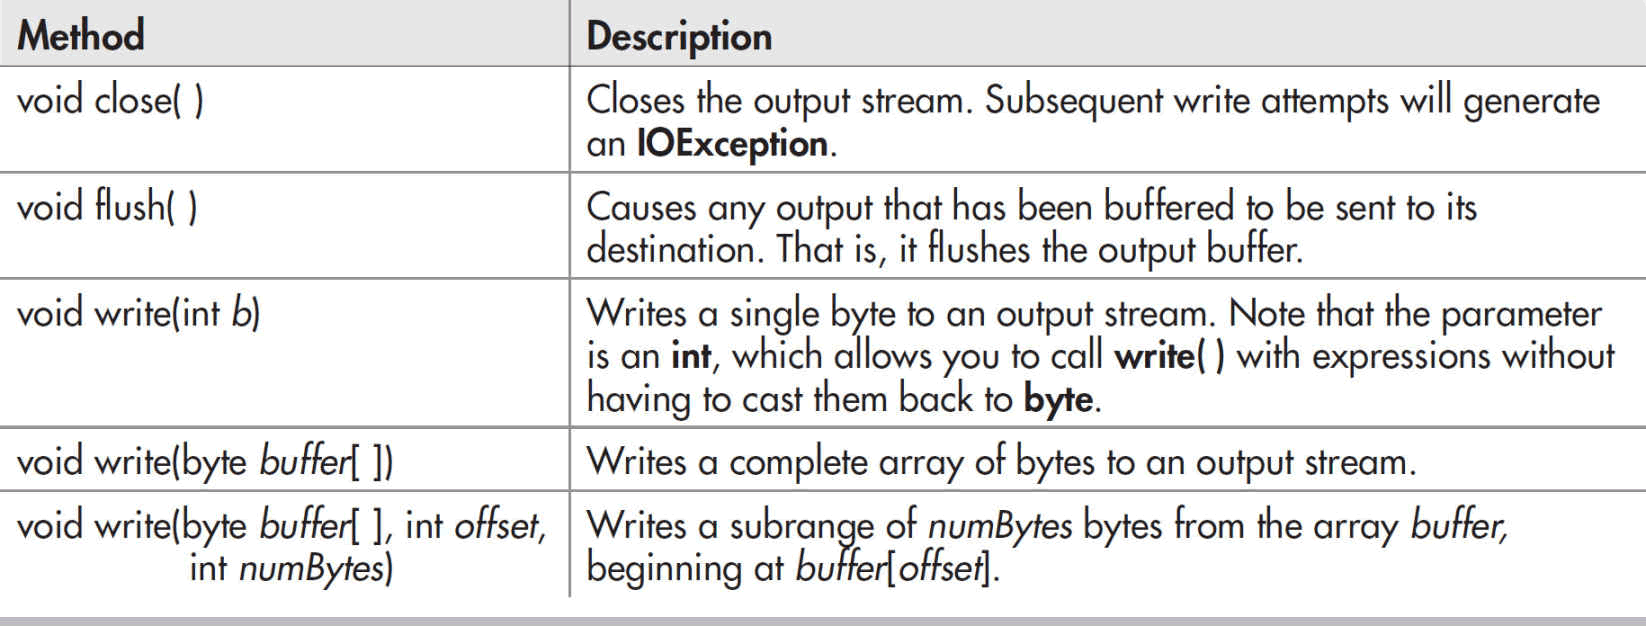 Method Description
void close( ) Closes the output stream. Subsequent write attempts will generate
an IOException.
void flush( ) Causes any output that has been buffered to be sent to its
destination. That is, it flushes the output buffer.
void write(int b) Writes a single byte to an output stream. Note that the parameter
is an int, which allows you to call write( ) with expressions without
having to cast them back to byte.
void write(byte buffer[ ]) Writes a complete array of bytes to an output stream.
void write(byte buffer[ ], int offset, Writes a subrange of numBytes bytes from the array buffer,
int numBytes) beginning at buffer[offset].